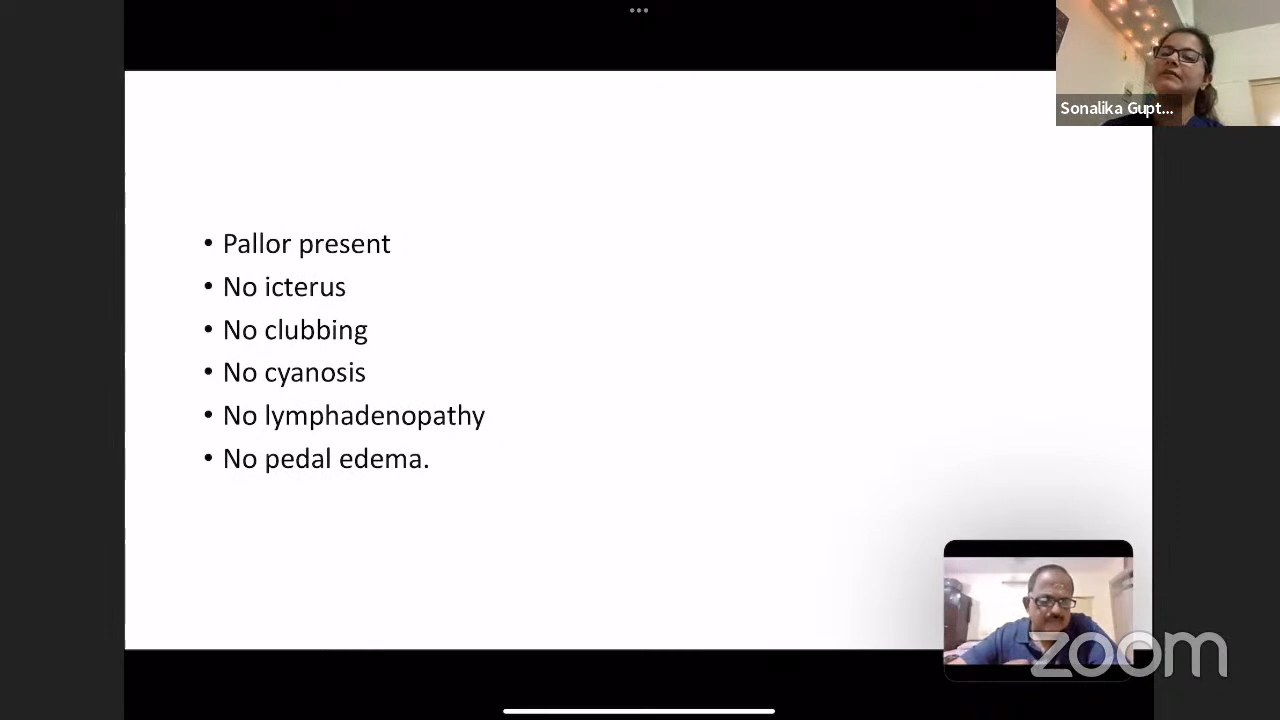 Sonalika Gupt...
• Pallor present
• No icterus
• No clubbing
• No cyanosis
• No lymphadenopathy
• No pedal edema.
zoom